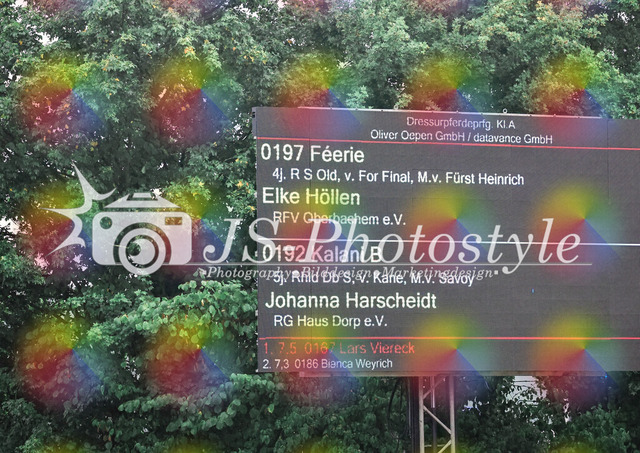 Dressurpferdeprfg. Kl.A
Oliver Oepen GmbH / datavance GmbH
0197 Féerie
4j. R S Old, v. For Final, M.v. Fürst Heinrich
Elke Höllen
RFV Oberbachem e.V.
JS Photostyle
0192 Kalani B
Photography Bilddesign Marketingdesign
5j. Rhld Db S, v. Kane, M.v. Savoy
Johanna Harscheidt
RG Haus Dorp e.V.
1. 7,5 0167 Lars Viereck
2. 7,3 0186 Bianca Weyrich